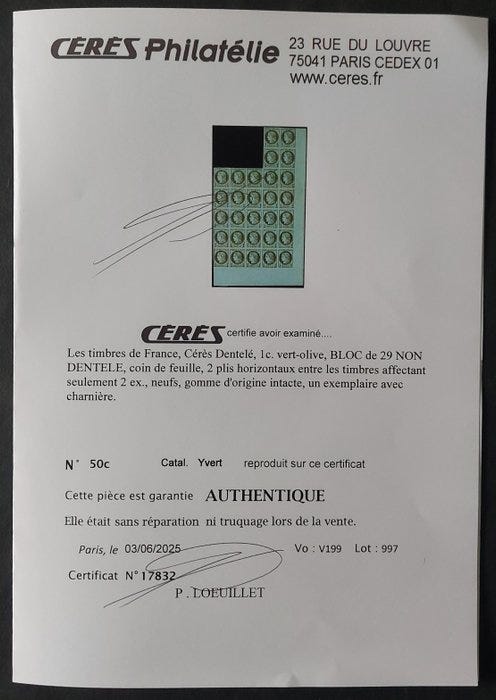 CÉRÈS Philatélie
23 RUE DU LOUVRE
75041 PARIS CEDEX 01
www.ceres.fr
CÉRÈS certifie avoir examiné....
Les timbres de France, Cérès Dentelé, 1c. vert-olive, BLOC de 29 NON
DENTELE, coin de feuille, 2 plis horizontaux entre les timbres affectant
seulement 2 ex., neufs, gomme d'origine intacte, un exemplaire avec
charnière.
N° 50c Catal. Yvert reproduit sur ce certificat
Cette pièce est garantie AUTHENTIQUE
Elle était sans réparation ni truquage lors de la vente.
Paris, le 03/06/2025 Vo : V199 Lot : 997
Certificat N° 17832
P . LOEUILLET